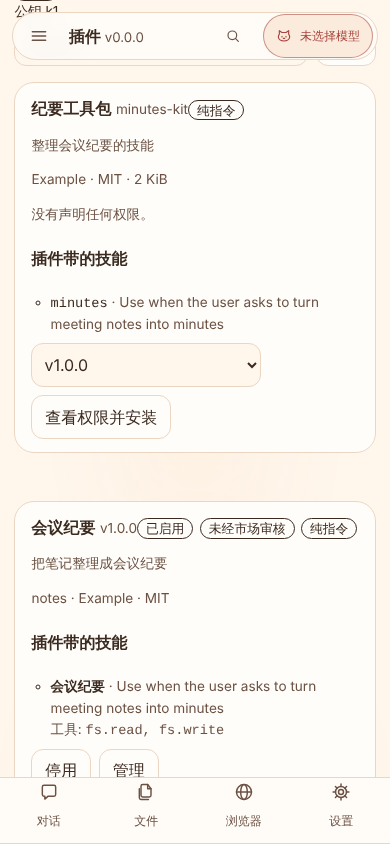 公钥 k1
插件 v0.0.0
未选择模型
纪要工具包 minutes-kit 纯指令
整理会议纪要的技能
Example · MIT · 2 KiB
没有声明任何权限。
插件带的技能
minutes · Use when the user asks to turn
meeting notes into minutes
v1.0.0
查看权限并安装
会议纪要 v1.0.0 已启用 未经市场审核 纯指令
把笔记整理成会议纪要
notes · Example · MIT
插件带的技能
会议纪要 · Use when the user asks to turn
meeting notes into minutes
工具: fs.read, fs.write
停用 管理
对话 文件 浏览器 设置